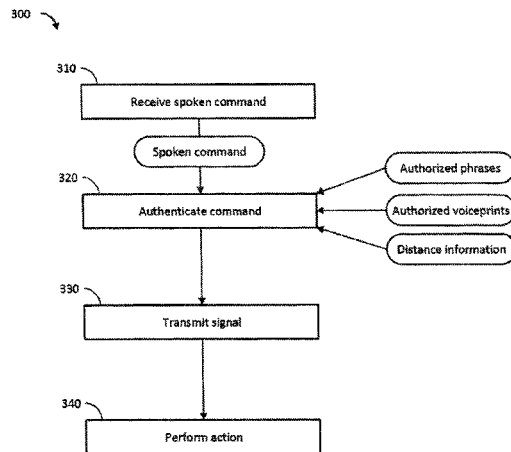 300
310
Receive spoken command
Spoken command
320
Authorized phrases
Authenticate command
Authorized voiceprints
Distance information
330
Transmit signal
340
Perform action